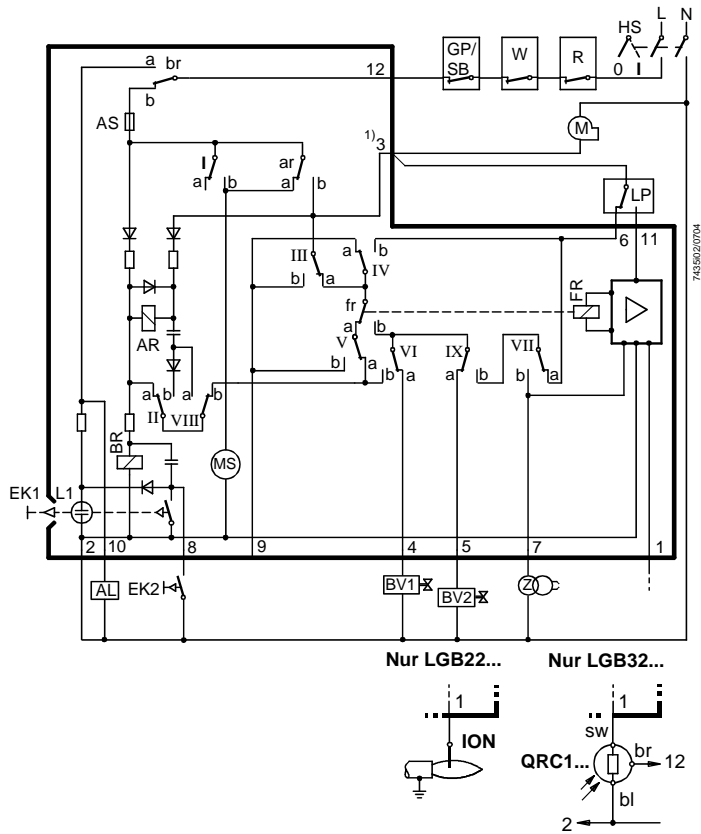 HS L N
GP/
SB
W
R
0 I
a br
b
12
AS
M
1) 3
I
a b
ar
a b
LP
6 11
7435i02/0704
III
b a
a b
IV
fr
a b
FR
AR
V
b a
VI
b a
IX
a b
VII
b a
a b a b
II VIII
BR
MS
EK1 L1
2 10 8 9 4 5 7 1
AL
EK2
BV1
BV2
Z
Nur LGB22...
Nur LGB32...
1
1
ION
sw
br
12
QRC1...
bl
2